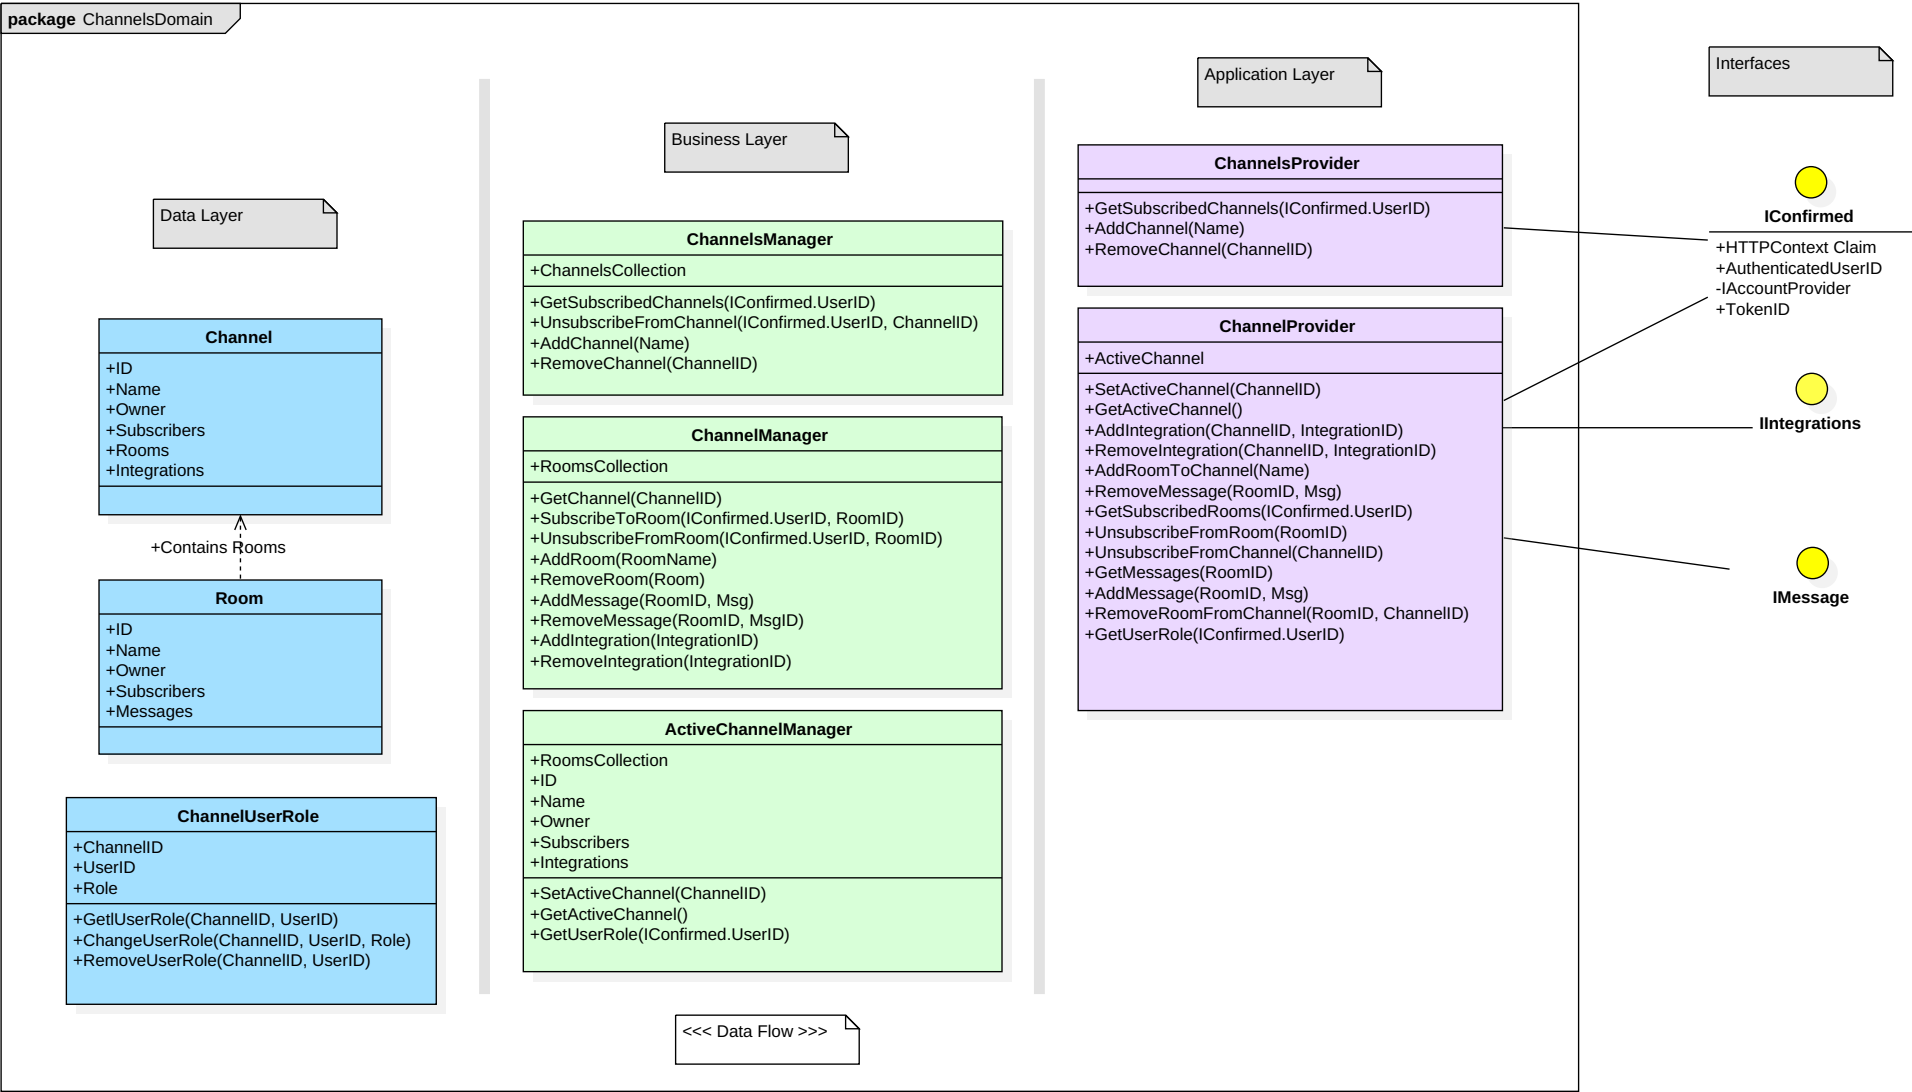 package ChannelsDomain
Data Layer
Channel
+ID
+Name
+Owner
+Subscribers
+Rooms
+Integrations
+Contains Rooms
Room
+ID
+Name
+Owner
+Subscribers
+Messages
ChannelUserRole
+ChannelID
+UserID
+Role
+GetlUserRole(ChannelID, UserID)
+ChangeUserRole(ChannelID, UserID, Role)
+RemoveUserRole(ChannelID, UserID)
Business Layer
ChannelsManager
+ChannelsCollection
+GetSubscribedChannels(IConfirmed.UserID)
+UnsubscribeFromChannel(IConfirmed.UserID, ChannelID)
+AddChannel(Name)
+RemoveChannel(ChannelID)
ChannelManager
+RoomsCollection
+GetChannel(ChannelID)
+SubscribeToRoom(IConfirmed.UserID, RoomID)
+UnsubscribeFromRoom(IConfirmed.UserID, RoomID)
+AddRoom(RoomName)
+RemoveRoom(Room)
+AddMessage(RoomID, Msg)
+RemoveMessage(RoomID, MsgID)
+AddIntegration(IntegrationID)
+RemoveIntegration(IntegrationID)
ActiveChannelManager
+RoomsCollection
+ID
+Name
+Owner
+Subscribers
+Integrations
+SetActiveChannel(ChannelID)
+GetActiveChannel()
+GetUserRole(IConfirmed.UserID)
<<< Data Flow >>>
Application Layer
ChannelsProvider
+GetSubscribedChannels(IConfirmed.UserID)
+AddChannel(Name)
+RemoveChannel(ChannelID)
ChannelProvider
+ActiveChannel
+SetActiveChannel(ChannelID)
+GetActiveChannel()
+AddIntegration(ChannelID, IntegrationID)
+RemoveIntegration(ChannelID, IntegrationID)
+AddRoomToChannel(Name)
+RemoveMessage(RoomID, Msg)
+GetSubscribedRooms(IConfirmed.UserID)
+UnsubscribeFromRoom(RoomID)
+UnsubscribeFromChannel(ChannelID)
+GetMessages(RoomID)
+AddMessage(RoomID, Msg)
+RemoveRoomFromChannel(RoomID, ChannelID)
+GetUserRole(IConfirmed.UserID)
Interfaces
IConfirmed
+HTTPContext Claim
+AuthenticatedUserID
-IAccountProvider
+TokenID
IIntegrations
IMessage